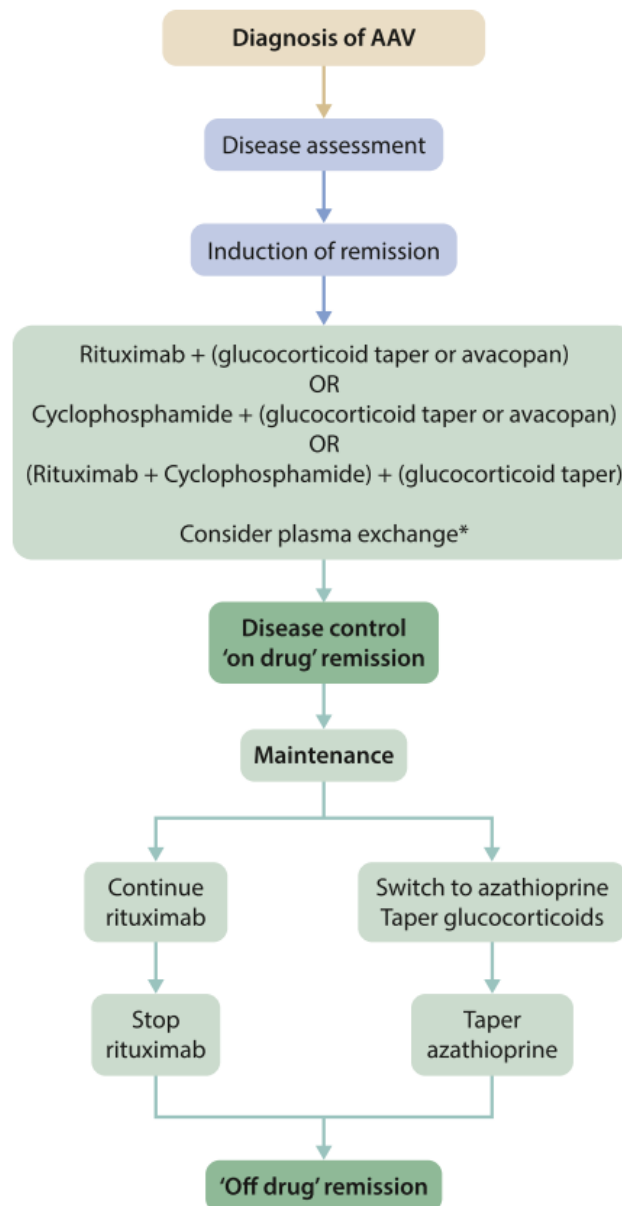 Diagnosis of AAV
Disease assessment
Induction of remission
Rituximab + (glucocorticoid taper or avacopan)
OR
Cyclophosphamide + (glucocorticoid taper or avacopan)
OR
(Rituximab + Cyclophosphamide) + (glucocorticoid taper)
Consider plasma exchange*
Disease control
‘on drug’ remission
Maintenance
Continue
rituximab
Switch to azathioprine
Taper glucocorticoids
Stop
rituximab
Taper
azathioprine
‘Off drug’ remission